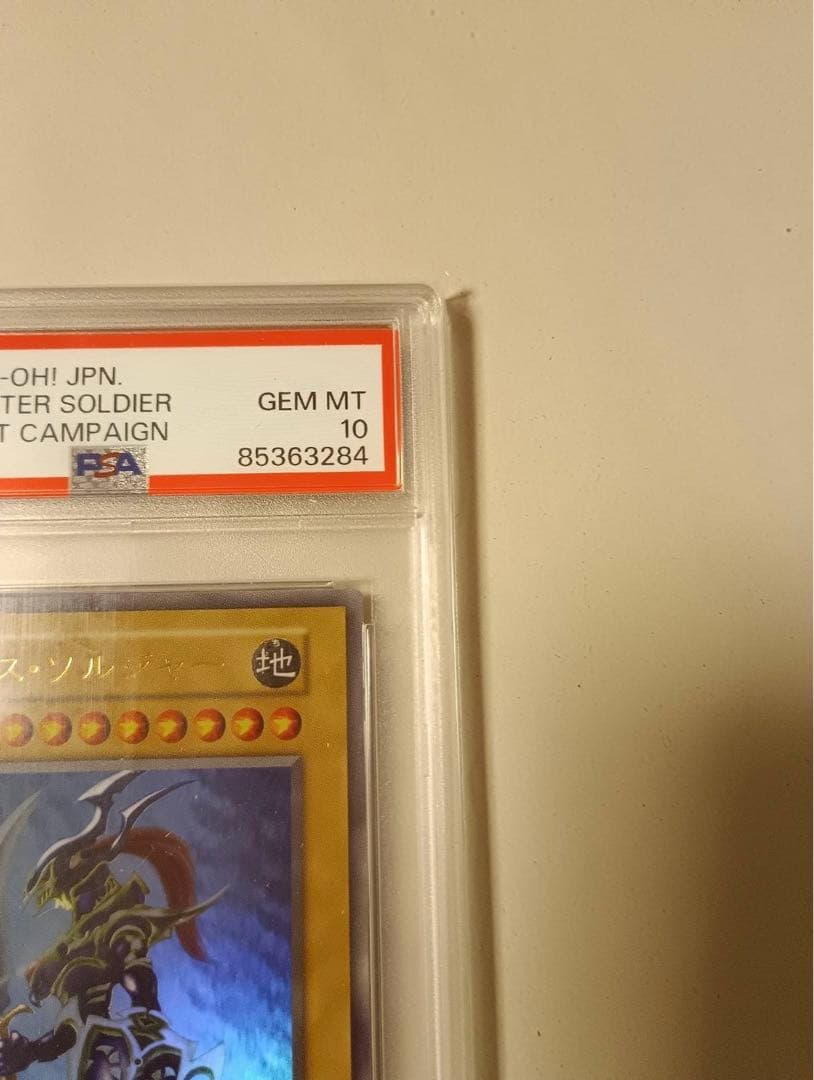 -OH! JPN.
TER SOLDIER GEM MT
T CAMPAIGN 10
PSA 85363284
ス・ソルジャー 地